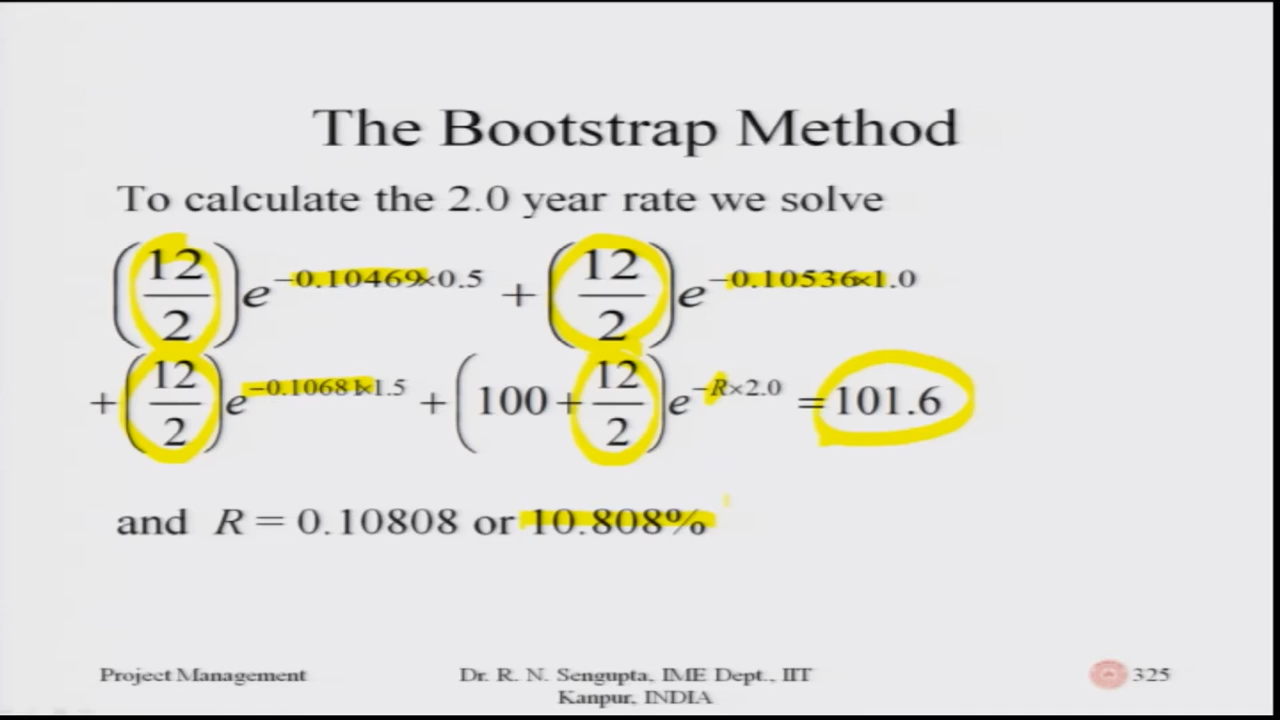 The Bootstrap Method
To calculate the 2.0 year rate we solve
(12/2)e^{−0.10469×0.5} + (12/2)e^{−0.10536×1.0}
+(12/2)e^{−0.10681×1.5} + (100+12/2)e^{−R×2.0} = 101.6
and R = 0.10808 or 10.808%
Project Management
Dr. R. N. Sengupta, IME Dept., IIT
Kanpur, INDIA
325